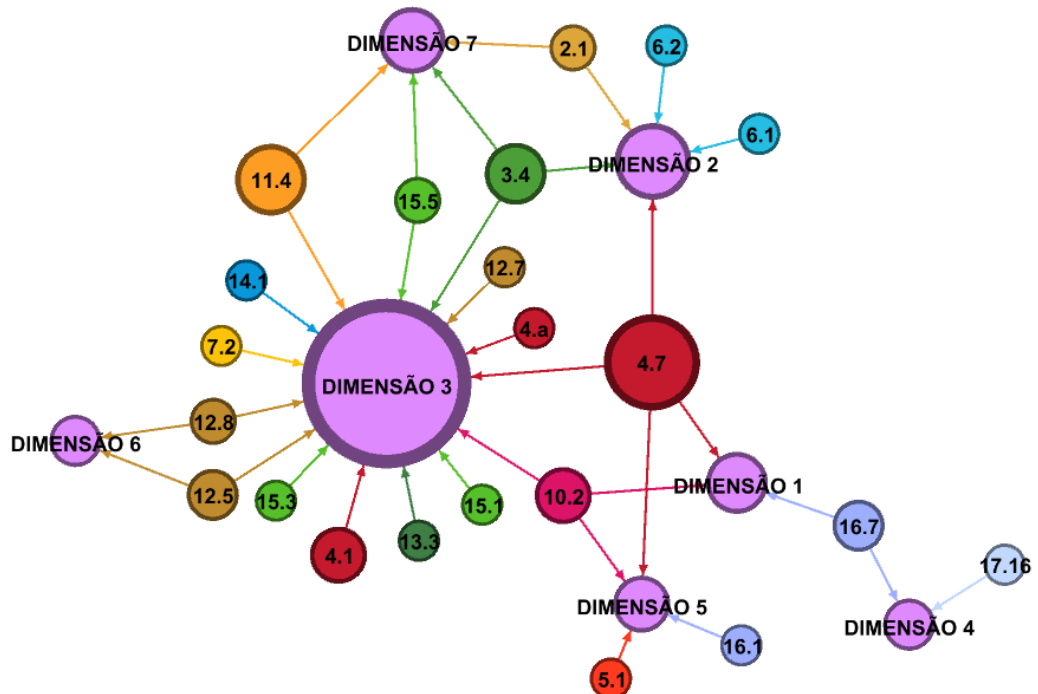 DIMENSÃO 7
2.1
6.2
6.1
DIMENSÃO 2
11.4
3.4
15.5
12.7
14.1
4.a
7.2
4.7
DIMENSÃO 3
12.8
DIMENSÃO 6
12.5
15.3
15.1
10.2
DIMENSÃO 1
4.1
13.3
16.7
17.16
DIMENSÃO 5
DIMENSÃO 4
16.1
5.1